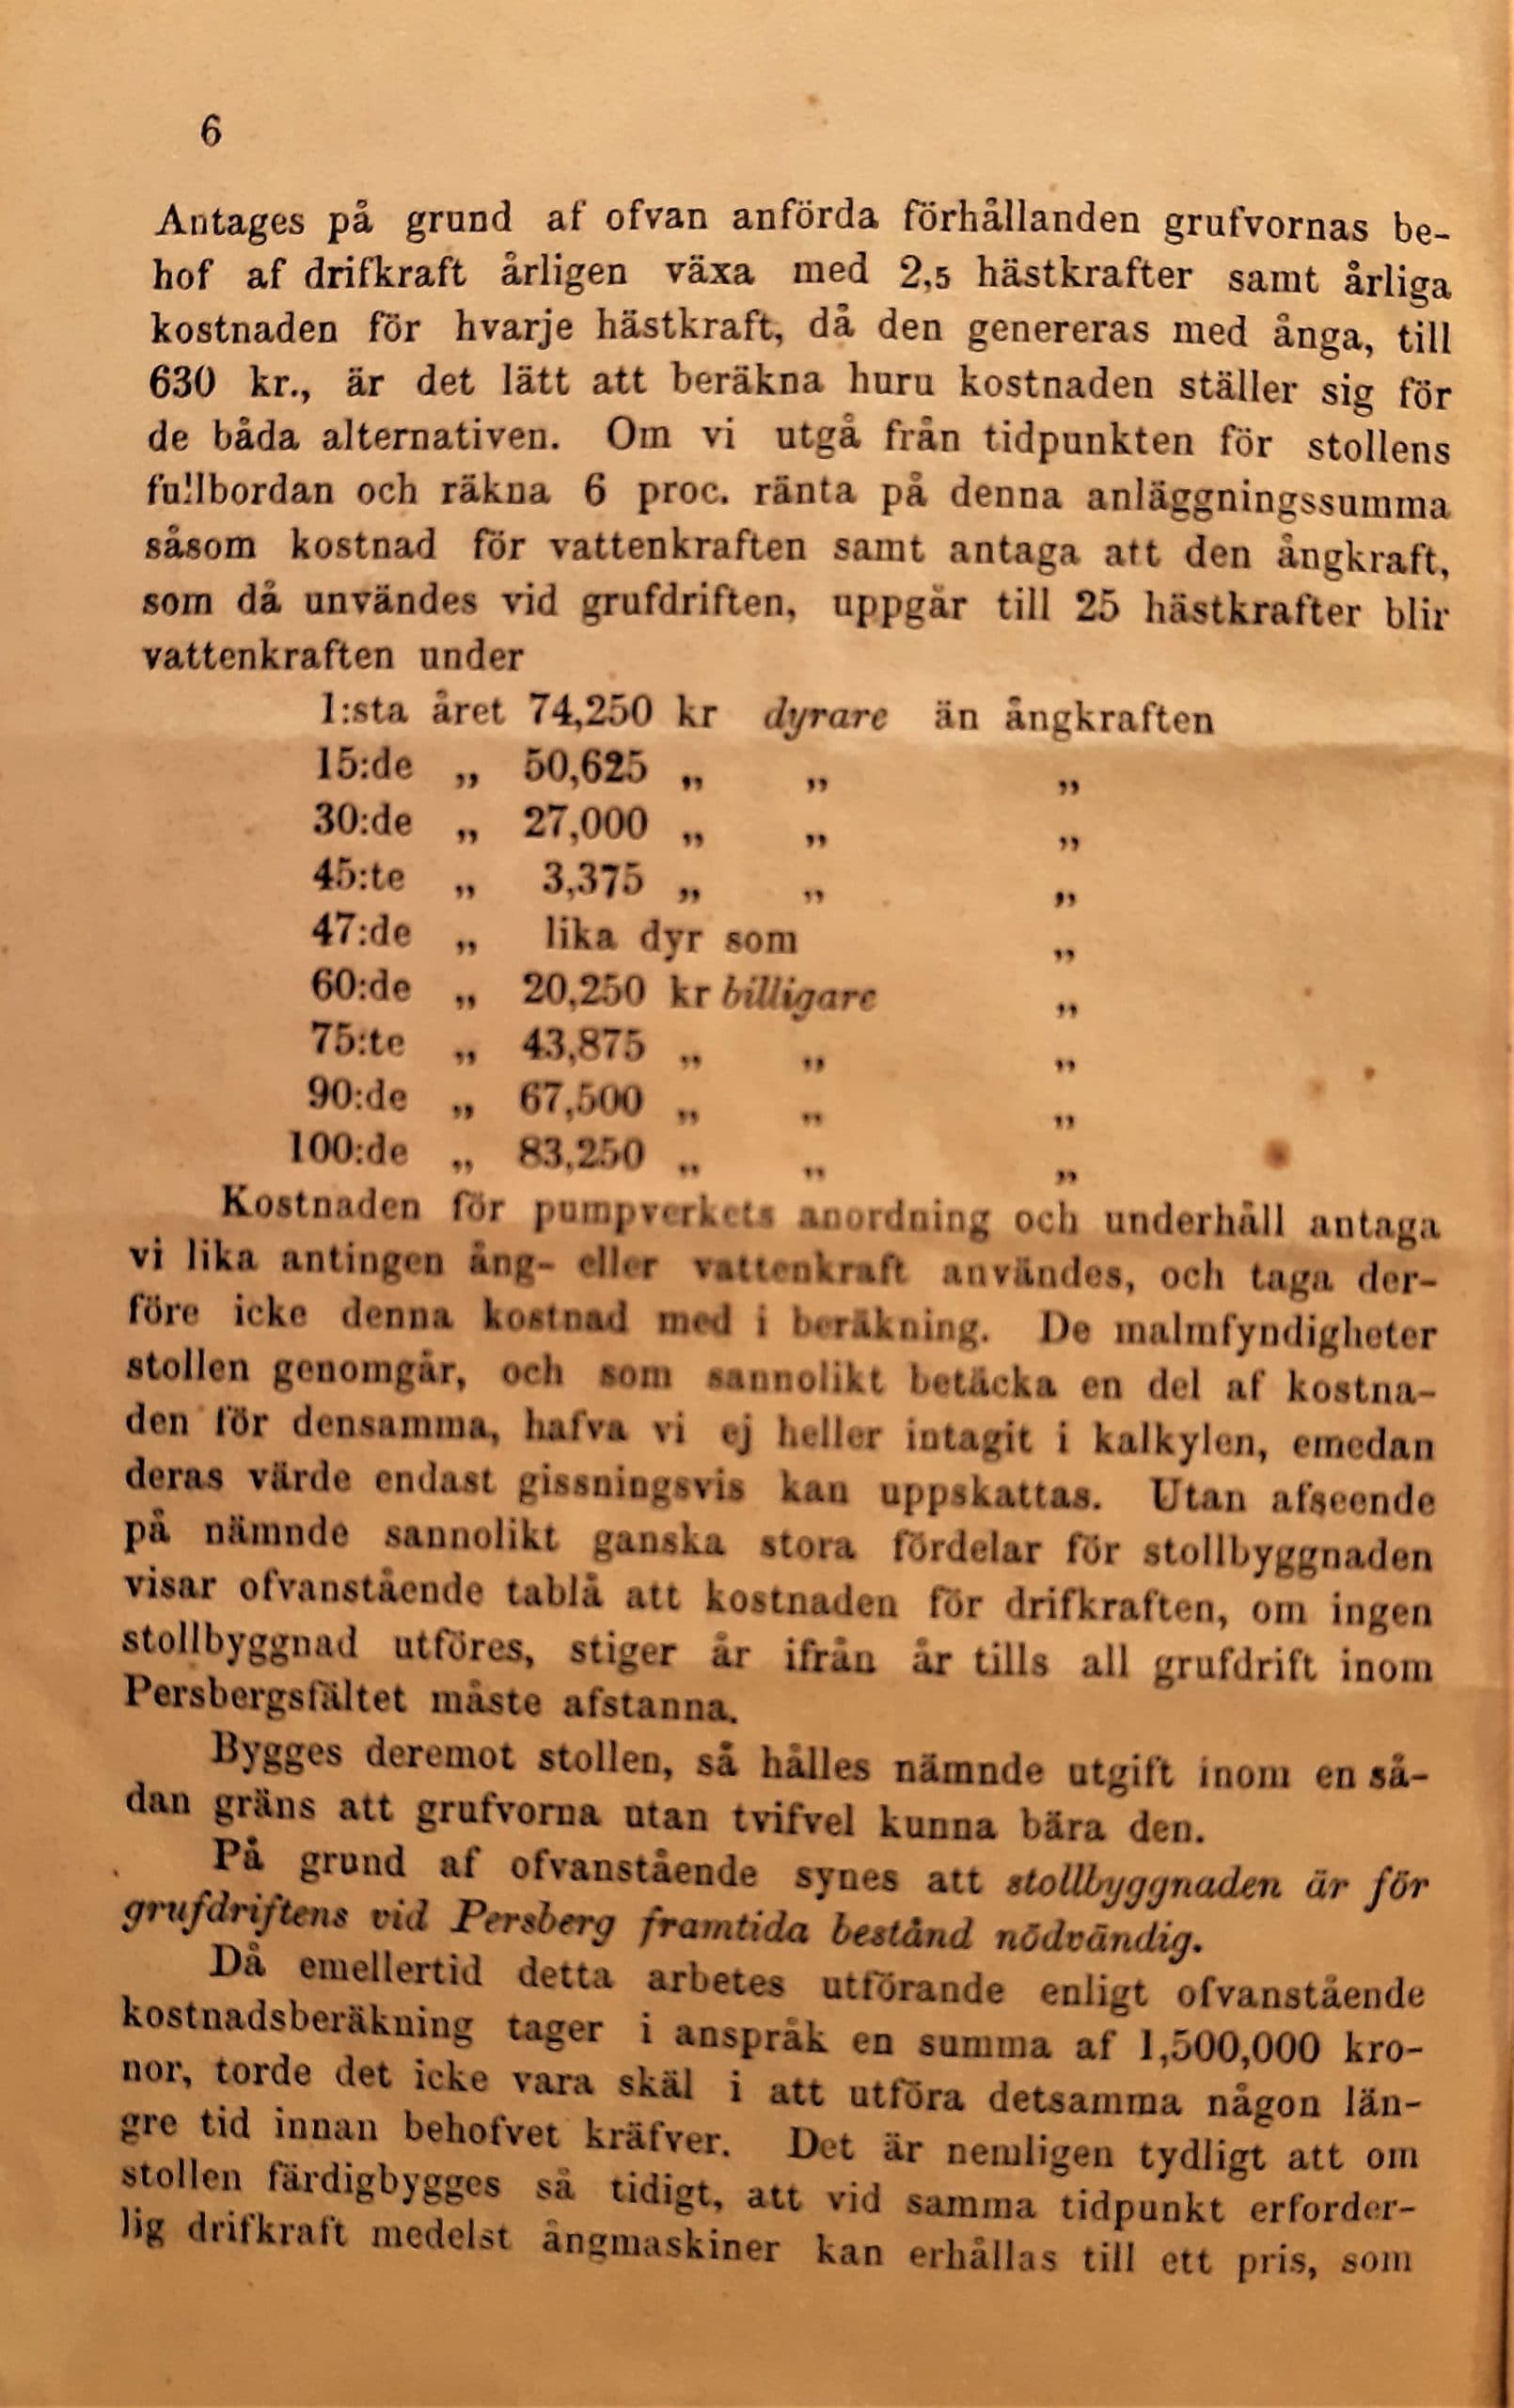 6
Antages på grund af ofvan anförda förhållanden grufvornas be-
hof af drifkraft årligen växa med 2,5 hästkrafter samt årliga
kostnaden för hvarje hästkraft, då den genereras med ånga, till
630 kr., är det lätt att beräkna huru kostnaden ställer sig för
de båda alternativen. Om vi utgå från tidpunkten för stollens
fullbordan och räkna 6 proc. ränta på denna anläggningssumma
såsom kostnad för vattenkraften samt antaga att den ångkraft,
som då unvändes vid grufdriften, uppgår till 25 hästkrafter blir
vattenkraften under
1:sta året 74,250 kr dyrare än ångkraften
15:de „ 50,625 „ „ „
30:de „ 27,000 „ „ „
45:te „ 3,375 „ „ „
47:de „ lika dyr som „
60:de „ 20,250 kr billigare „
75:te „ 43,875 „ „ „
90:de „ 67,500 „ „ „
100:de „ 83,250 „ „ „
Kostnaden för pumpverkets anordning och underhåll antaga
vi lika antingen ång- eller vattenkraft användes, och taga der-
före icke denna kostnad med i beräkning. De malmfyndigheter
stollen genomgår, och som sannolikt betäcka en del af kostna-
den för densamma, hafva vi ej heller intagit i kalkylen, emedan
deras värde endast gissningsvis kan uppskattas. Utan afseende
på nämnde sannolikt ganska stora fördelar för stollbyggnaden
visar ofvanstående tablå att kostnaden för drifkraften, om ingen
stollbyggnad utföres, stiger år ifrån år tills all grufdrift inom
Persbergsfältet måste afstanna.
Bygges deremot stollen, så hålles nämnde utgift inom en så-
dan gräns att grufvorna utan tvifvel kunna bära den.
På grund af ofvanstående synes att stollbyggnaden är för
grufdriftens vid Persberg framtida bestånd nödvändig.
Då emellertid detta arbetes utförande enligt ofvanstående
kostnadsberäkning tager i anspråk en summa af 1,500,000 kro-
nor, torde det icke vara skäl i att utföra detsamma någon län-
gre tid innan behofvet kräfver. Det är nemligen tydligt att om
stollen färdigbygges så tidigt, att vid samma tidpunkt erforder-
lig drifkraft medelst ångmaskiner kan erhållas till ett pris, som